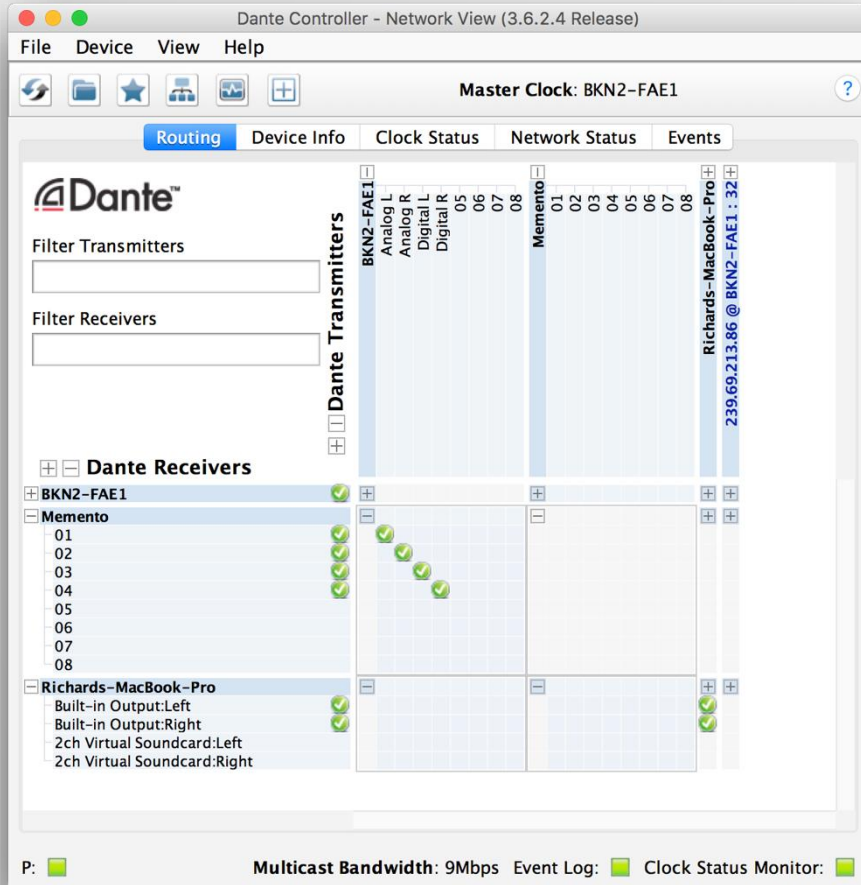 Dante Controller - Network View (3.6.2.4 Release)
File Device View Help
Master Clock: BKN2-FAE1
?
Routing Device Info Clock Status Network Status Events
Dante™
Filter Transmitters
Filter Receivers
Dante Transmitters
BKN2-FAE1
Analog L
Analog R
Digital L
Digital R
05
06
07
08
Memento
01
02
03
04
05
06
07
08
Richards-MacBook-Pro
239.69.213.86 @ BKN2-FAE1 : 32
Dante Receivers
BKN2-FAE1
Memento
01
02
03
04
05
06
07
08
Richards-MacBook-Pro
Built-in Output:Left
Built-in Output:Right
2ch Virtual Soundcard:Left
2ch Virtual Soundcard:Right
P: Multicast Bandwidth: 9Mbps Event Log: Clock Status Monitor: